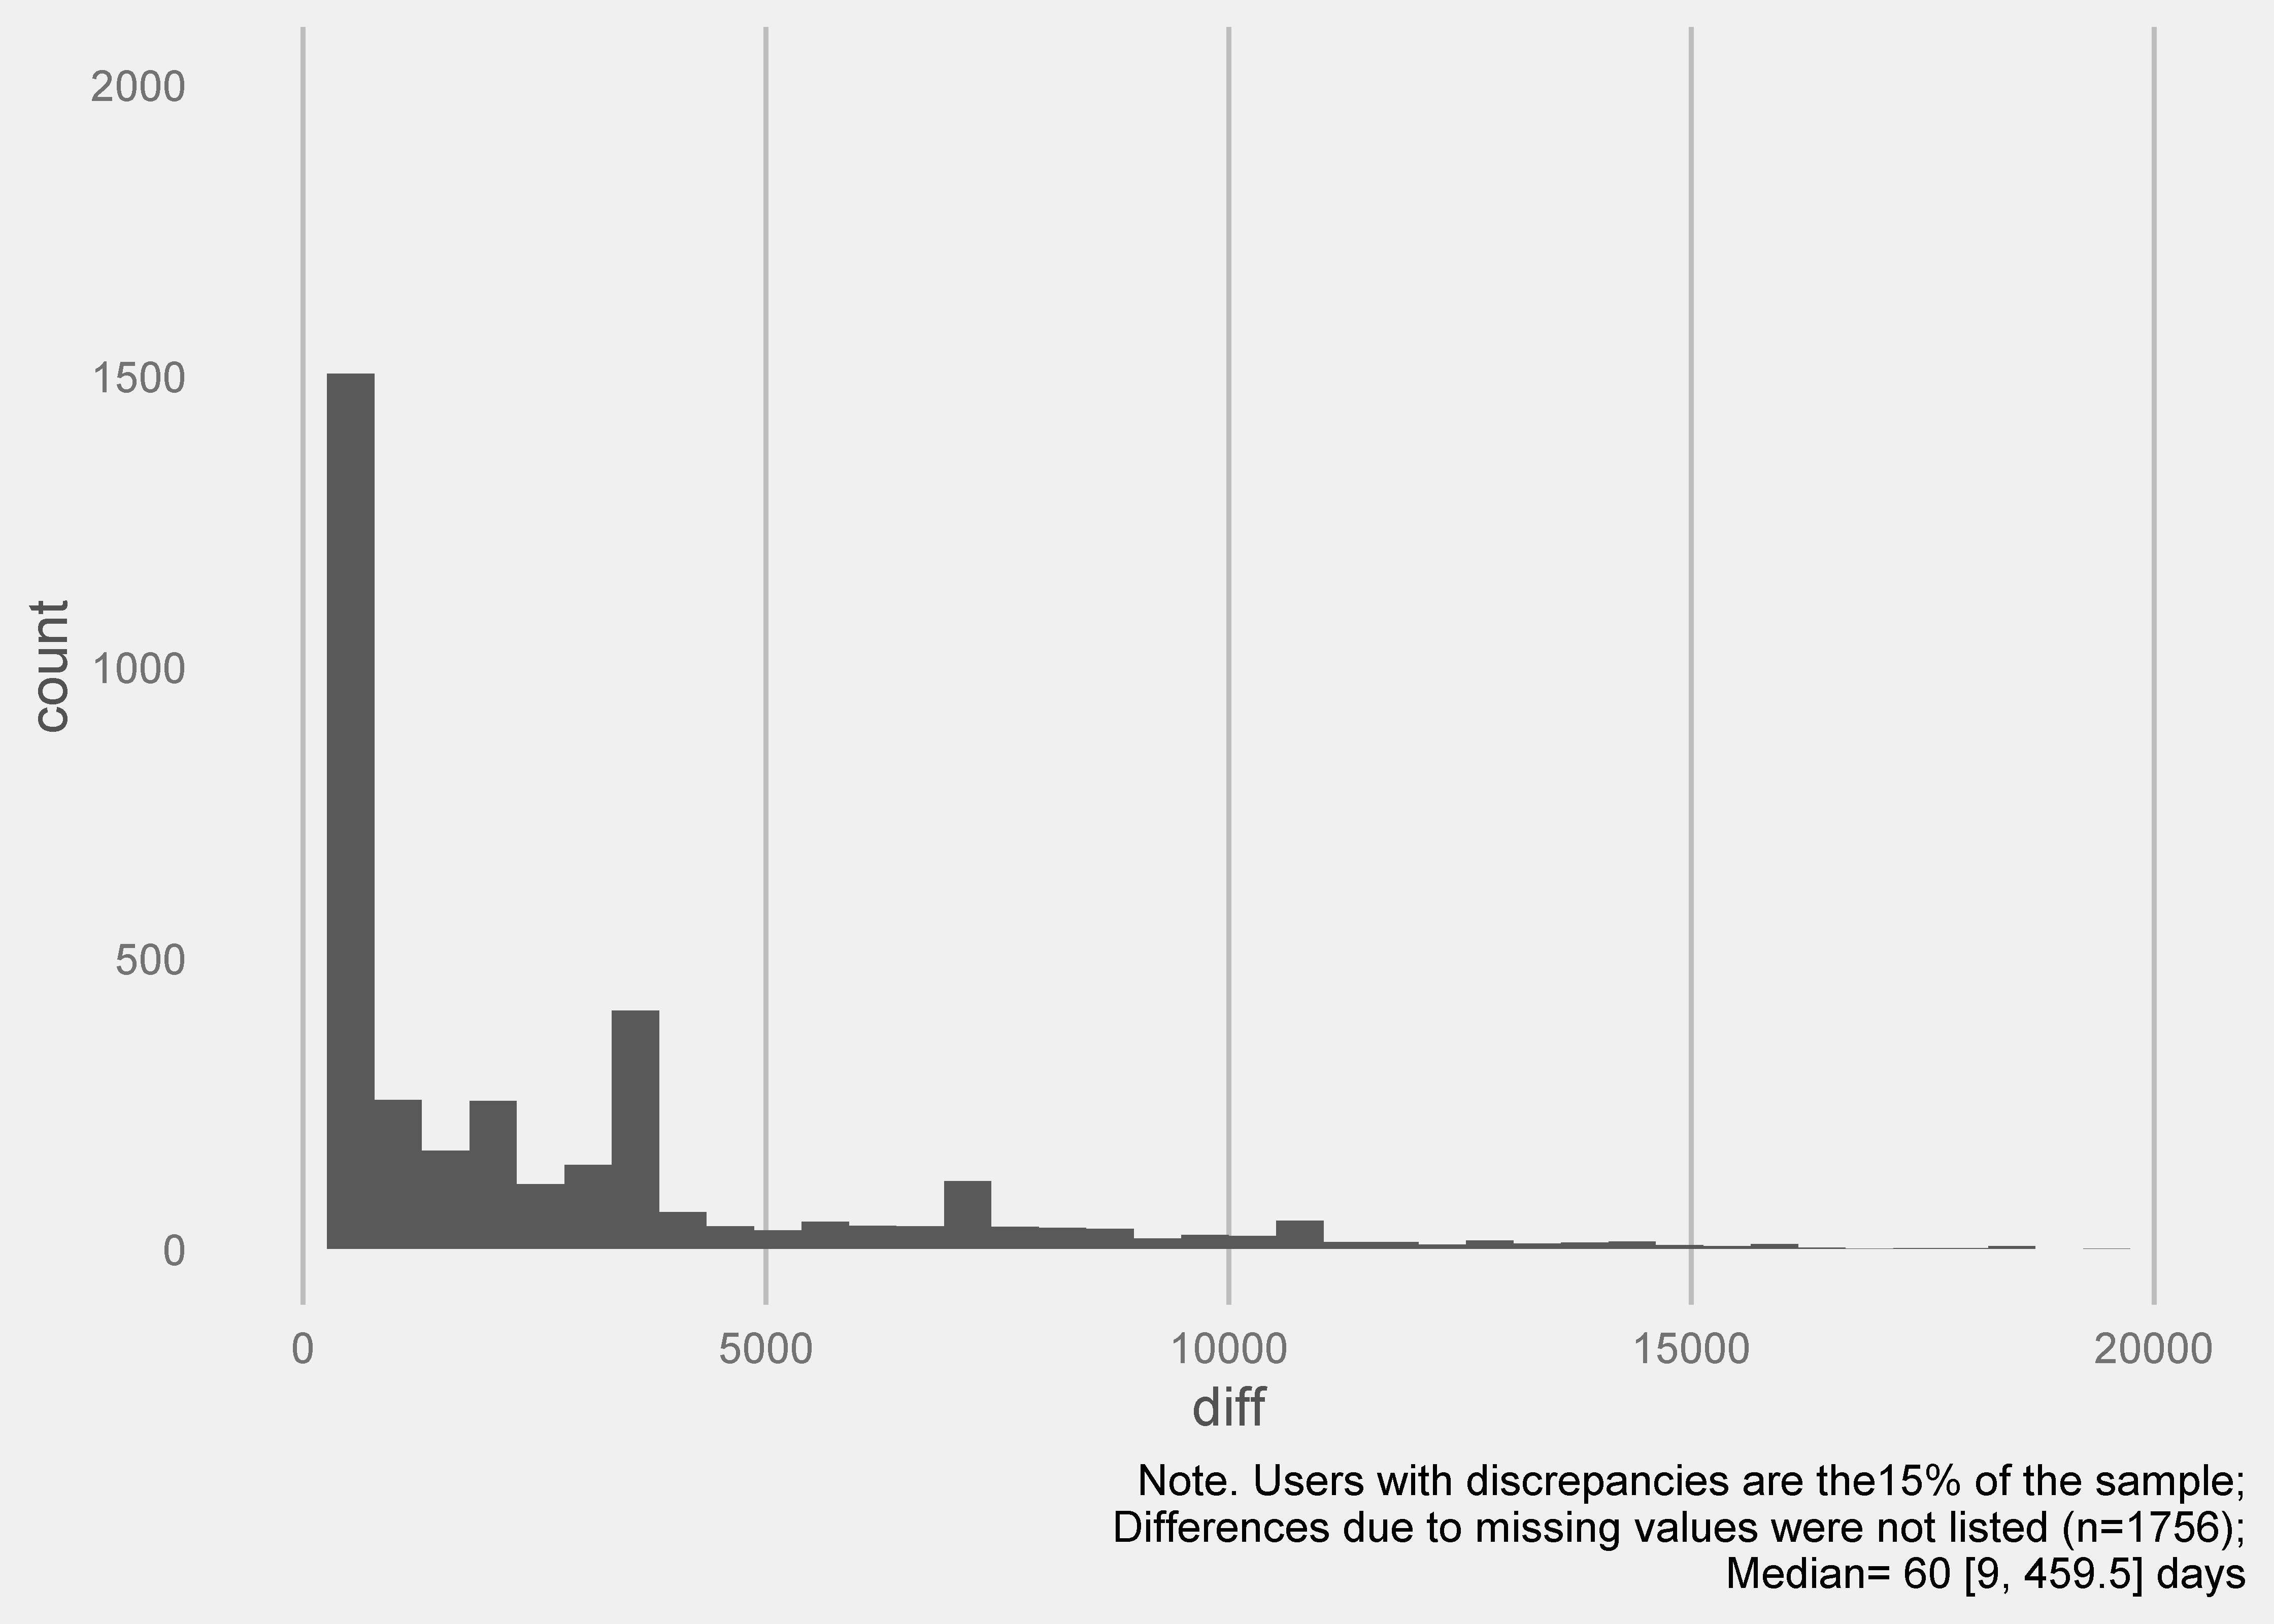 2000
1500
1000
500
0
count
0 5000 10000 15000 20000
diff
Note. Users with discrepancies are the15% of the sample;
Differences due to missing values were not listed (n=1756);
Median= 60 [9, 459.5] days